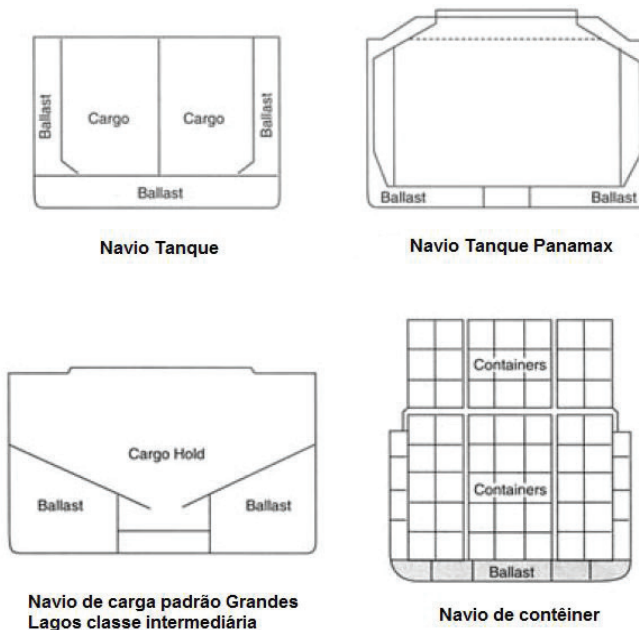 Ballast
Cargo
Cargo
Ballast
Ballast
Navio Tanque
Ballast
Ballast
Navio Tanque Panamax
Cargo Hold
Ballast
Ballast
Navio de carga padrão Grandes
Lagos classe intermediária
Containers
Containers
Ballast
Navio de contêiner